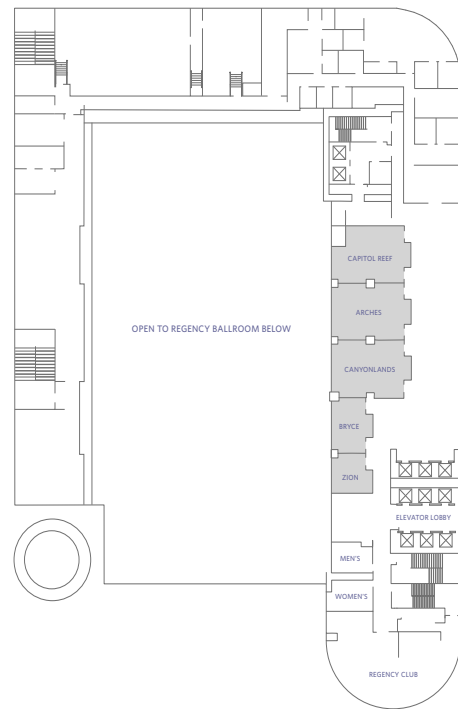 CAPITOL REEF
ARCHES
OPEN TO REGENCY BALLROOM BELOW
CANYONLANDS
BRYCE
ZION
ELEVATOR LOBBY
MEN'S
WOMEN'S
REGENCY CLUB